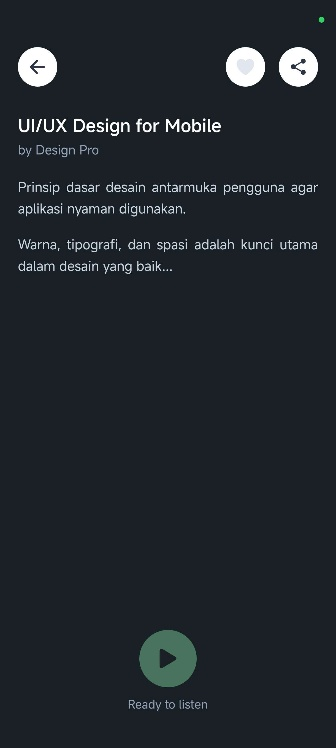 UI/UX Design for Mobile
by Design Pro
Prinsip dasar desain antarmuka pengguna agar
aplikasi nyaman digunakan.
Warna, tipografi, dan spasi adalah kunci utama
dalam desain yang baik...
Ready to listen